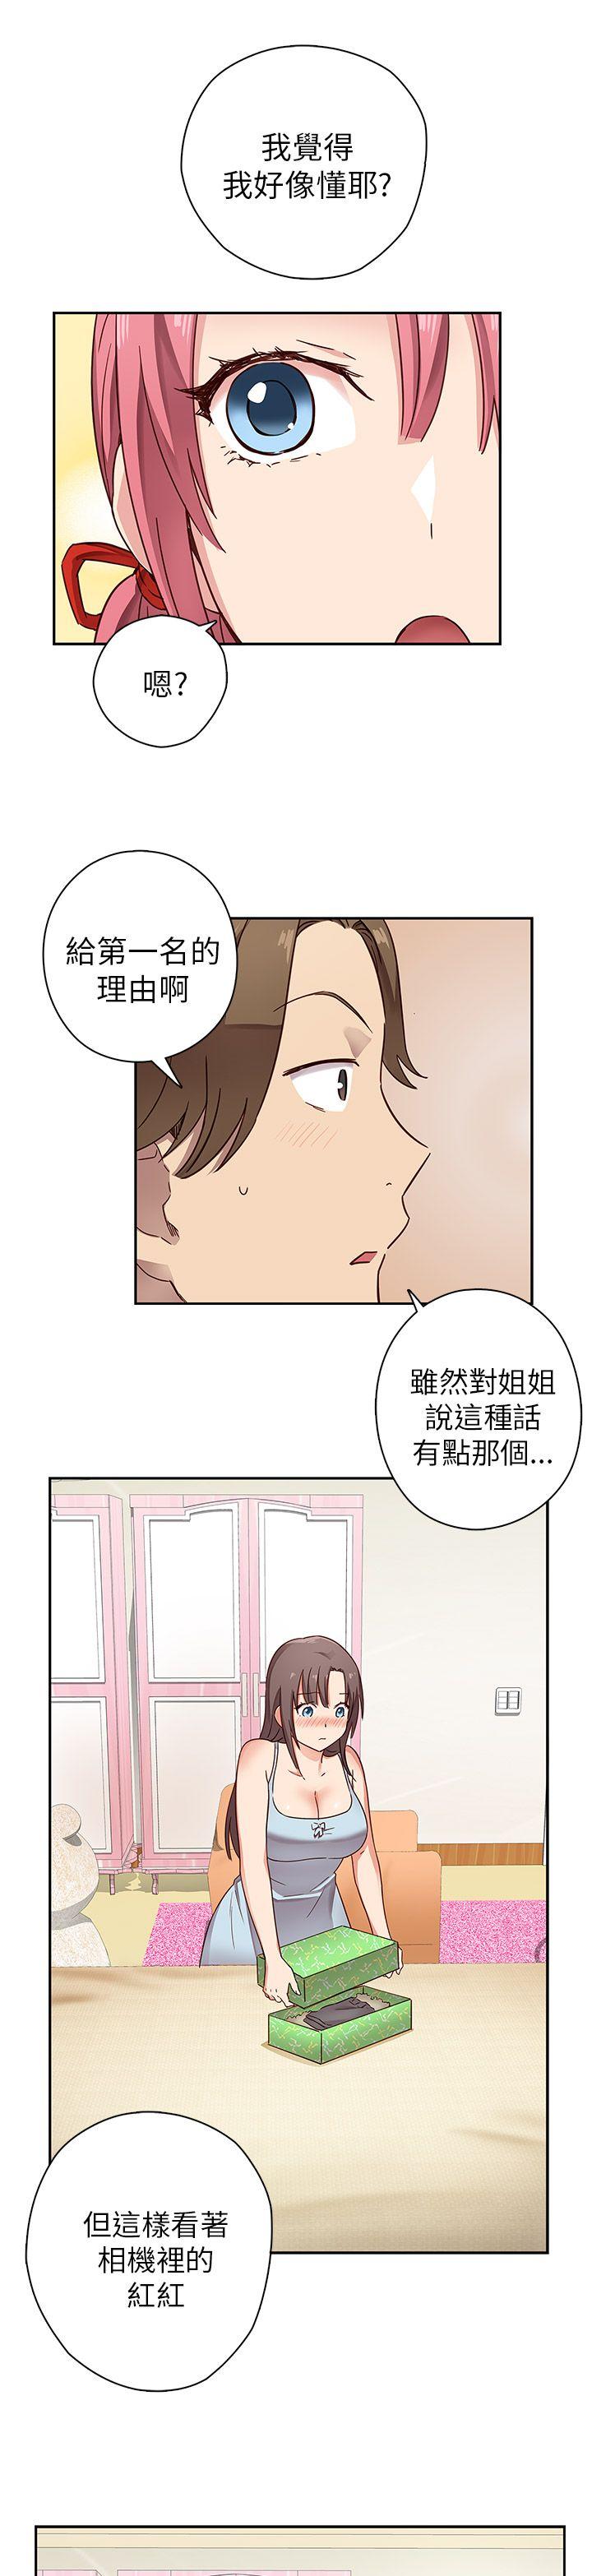 我覺得
我好像懂耶?
嗯?
給第一名的
理由啊
雖然對姐姐
說這種話
有點那個…
但這樣看著
相機裡的
紅紅